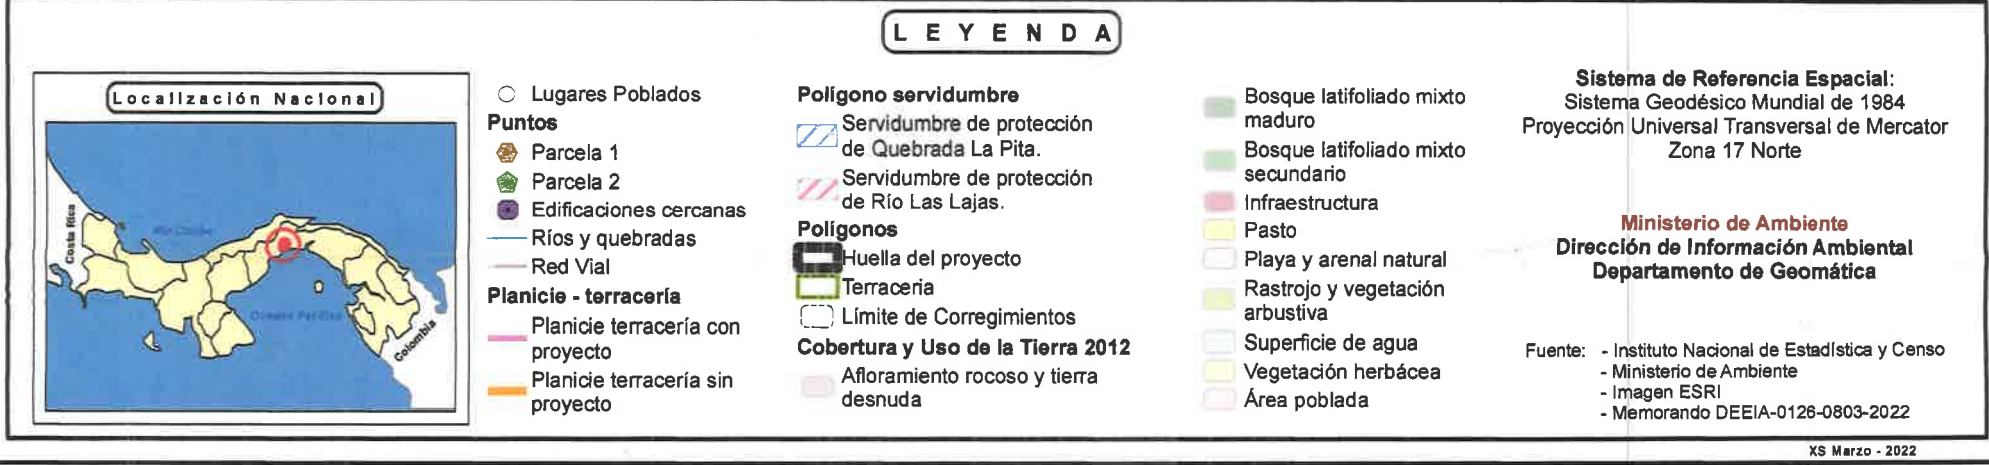 LEYENDA
Localización Nacional
Costa Rica
Mar Caribe
Océano Pacífico
Colombia
Lugares Poblados
Puntos
Parcela 1
Parcela 2
Edificaciones cercanas
Ríos y quebradas
Red Vial
Planicie - terracería
Planicie terracería con
proyecto
Planicie terracería sin
proyecto
Polígono servidumbre
Servidumbre de protección
de Quebrada La Pita.
Servidumbre de protección
de Río Las Lajas.
Polígonos
Huella del proyecto
Terraceria
Límite de Corregimientos
Cobertura y Uso de la Tierra 2012
Afloramiento rocoso y tierra
desnuda
Bosque latifoliado mixto
maduro
Bosque latifoliado mixto
secundario
Infraestructura
Pasto
Playa y arenal natural
Rastrojo y vegetación
arbustiva
Superficie de agua
Vegetación herbácea
Área poblada
Sistema de Referencia Espacial:
Sistema Geodésico Mundial de 1984
Proyección Universal Transversal de Mercator
Zona 17 Norte
Ministerio de Ambiente
Dirección de Información Ambiental
Departamento de Geomática
Fuente: - Instituto Nacional de Estadística y Censo
- Ministerio de Ambiente
- Imagen ESRI
- Memorando DEEIA-0126-0803-2022
XS Marzo - 2022